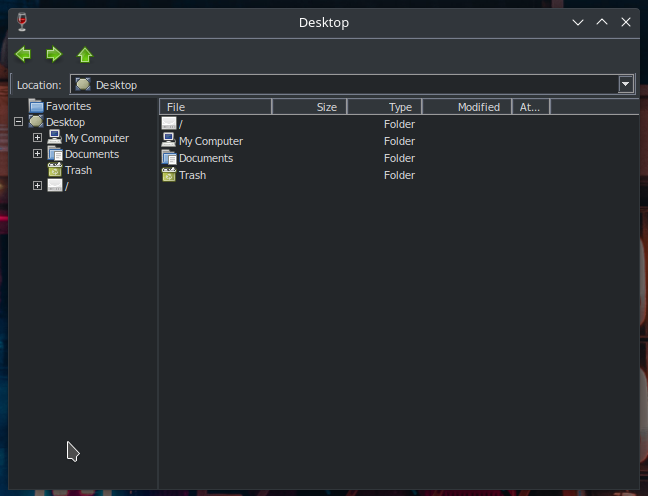 Desktop
Location: Desktop
Favorites
Desktop
My Computer
Documents
Trash
/
File Size Type Modified At...
/ Folder
My Computer Folder
Documents Folder
Trash Folder